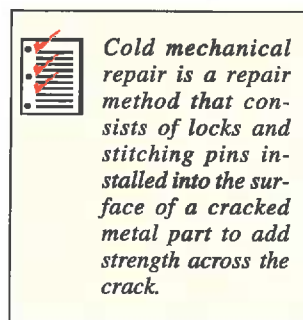 Cold mechanical
repair is a repair
method that con-
sists of locks and
stitching pins in-
stalled into the sur-
face of a cracked
metal part to add
strength across the
crack.